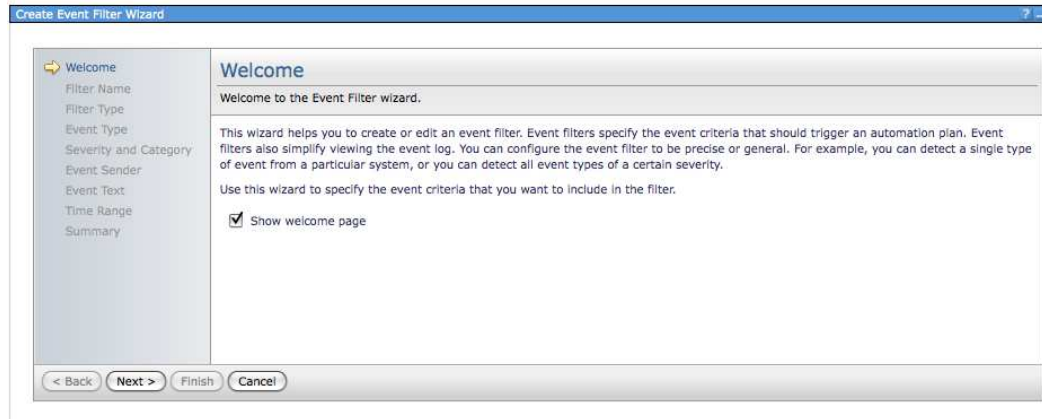 Create Event Filter Wizard
?
Welcome
Filter Name
Filter Type
Event Type
Severity and Category
Event Sender
Event Text
Time Range
Summary
Welcome
Welcome to the Event Filter wizard.
This wizard helps you to create or edit an event filter. Event filters specify the event criteria that should trigger an automation plan. Event
filters also simplify viewing the event log. You can configure the event filter to be precise or general. For example, you can detect a single type
of event from a particular system, or you can detect all event types of a certain severity.
Use this wizard to specify the event criteria that you want to include in the filter.
Show welcome page
< Back Next > Finish Cancel